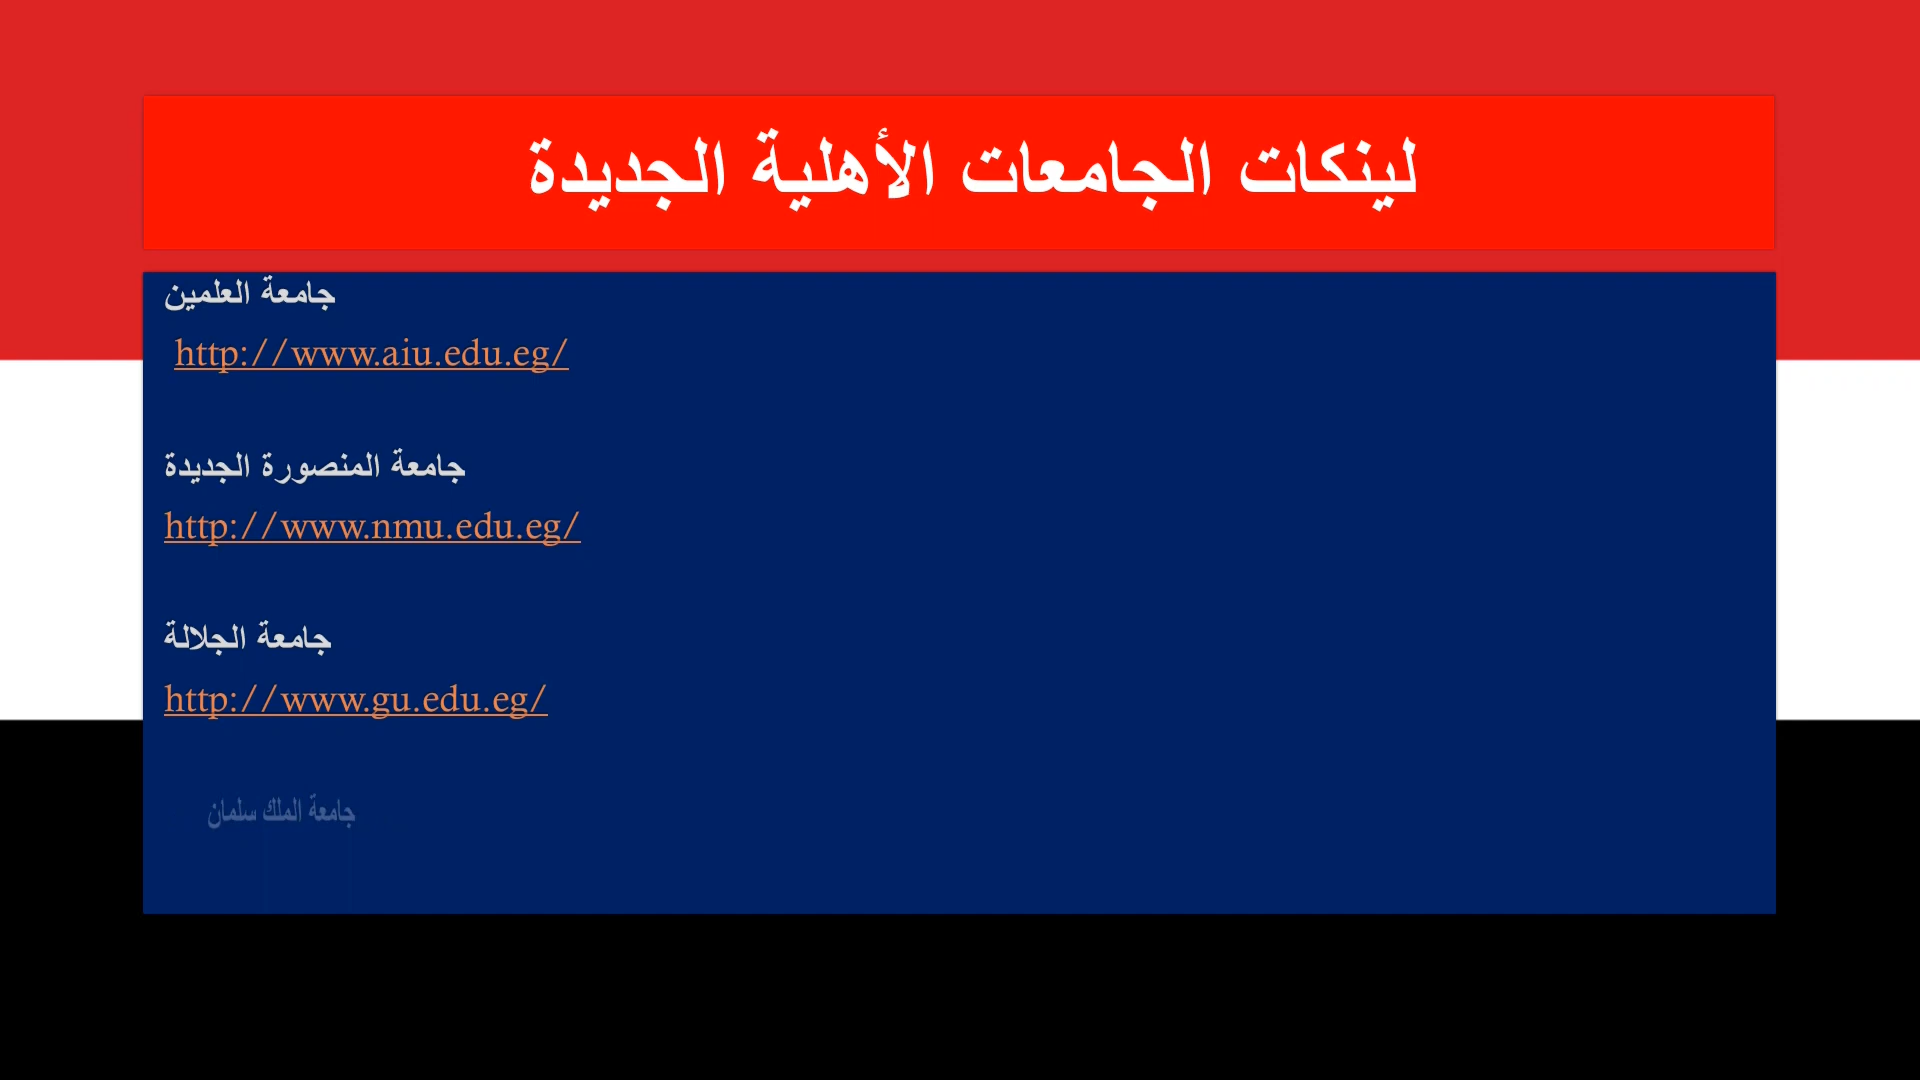 لينكات الجامعات الأهلية الجديدة
جامعة العلمين
http://www.aiu.edu.eg/
جامعة المنصورة الجديدة
http://www.nmu.edu.eg/
جامعة الجلالة
http://www.gu.edu.eg/
جامعة الملك سلمان